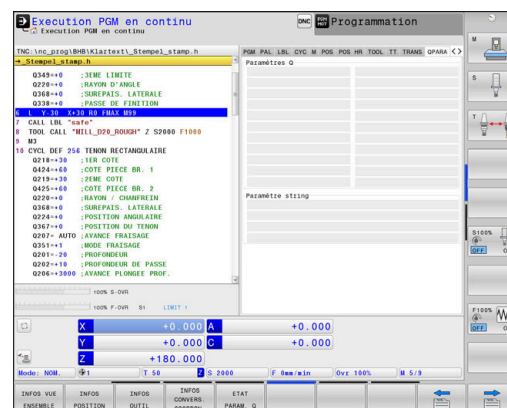 Execution PGM en continu
Execution PGM en continu
DNC
Programmation
TNC:\nc_prog\BHB\Klartext\_Stempel_stamp.h
→_Stempel_stamp.h
Q349=+0 ;3EME LIMITE
Q220=+0 ;RAYON D'ANGLE
Q368=+0 ;SUREPAIS. LATERALE
Q338=+0 ;PASSE DE FINITION
6 L Y-30 X+30 R0 FMAX M99
7 CALL LBL "safe"
8 TOOL CALL "MILL_D20_ROUGH" Z S2000 F1000
9 M3
10 CYCL DEF 256 TENON RECTANGULAIRE
Q218=+30 ;1ER COTE
Q424=+60 ;COTE PIECE BR. 1
Q219=+30 ;2EME COTE
Q425=+60 ;COTE PIECE BR. 2
Q220=+0 ;RAYON / CHANFREIN
Q368=+0 ;SUREPAIS. LATERALE
Q224=+0 ;POSITION ANGULAIRE
Q367=+0 ;POSITION DU TENON
Q207= AUTO ;AVANCE FRAISAGE
Q351=+1 ;MODE FRAISAGE
Q201=-20 ;PROFONDEUR
Q202=+10 ;PROFONDEUR DE PASSE
Q206=+3000 ;AVANCE PLONGEE PROF.
PGM PAL LBL CYC M POS POS HR TOOL TT TRANS QPARA
Paramètres Q
Paramètre string
100% S-OVR
100% F-OVR S1 LIMIT 1
X +0.000 A +0.000
Y +0.000 C +0.000
Z +180.000
Mode: NOM. 1 T 50 Z S 2000 F 0mm/min Ovr 100% M 5/9
INFOS VUE ENSEMBLE
INFOS POSITION
INFOS OUTIL
INFOS CONVERS.
ETAT PARAM. Q
M
S
T
S100%
OFF
F100%
OFF